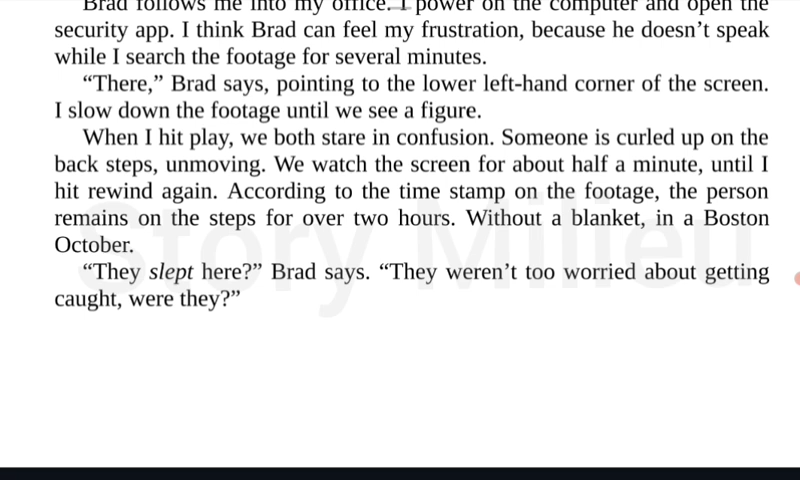 Brad follows me into my office. I power on the computer and open the
security app. I think Brad can feel my frustration, because he doesn’t speak
while I search the footage for several minutes.
“There,” Brad says, pointing to the lower left-hand corner of the screen.
I slow down the footage until we see a figure.
When I hit play, we both stare in confusion. Someone is curled up on the
back steps, unmoving. We watch the screen for about half a minute, until I
hit rewind again. According to the time stamp on the footage, the person
remains on the steps for over two hours. Without a blanket, in a Boston
October.
“They slept here?” Brad says. “They weren’t too worried about getting
caught, were they?”
Story Milieu